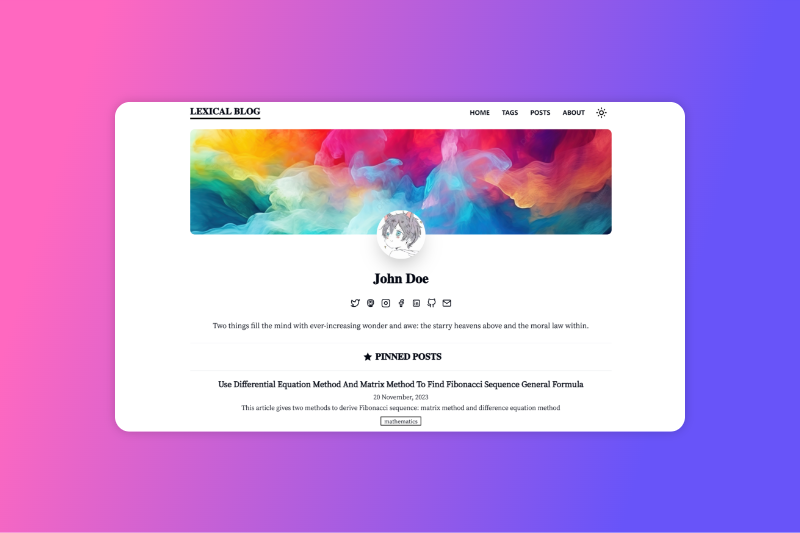 LEXICAL BLOG
HOME TAGS POSTS ABOUT
John Doe
Two things fill the mind with ever-increasing wonder and awe: the starry heavens above and the moral law within.
PINNED POSTS
Use Differential Equation Method And Matrix Method To Find Fibonacci Sequence General Formula
20 November, 2023
This article gives two methods to derive Fibonacci sequence: matrix method and difference equation method
mathematics